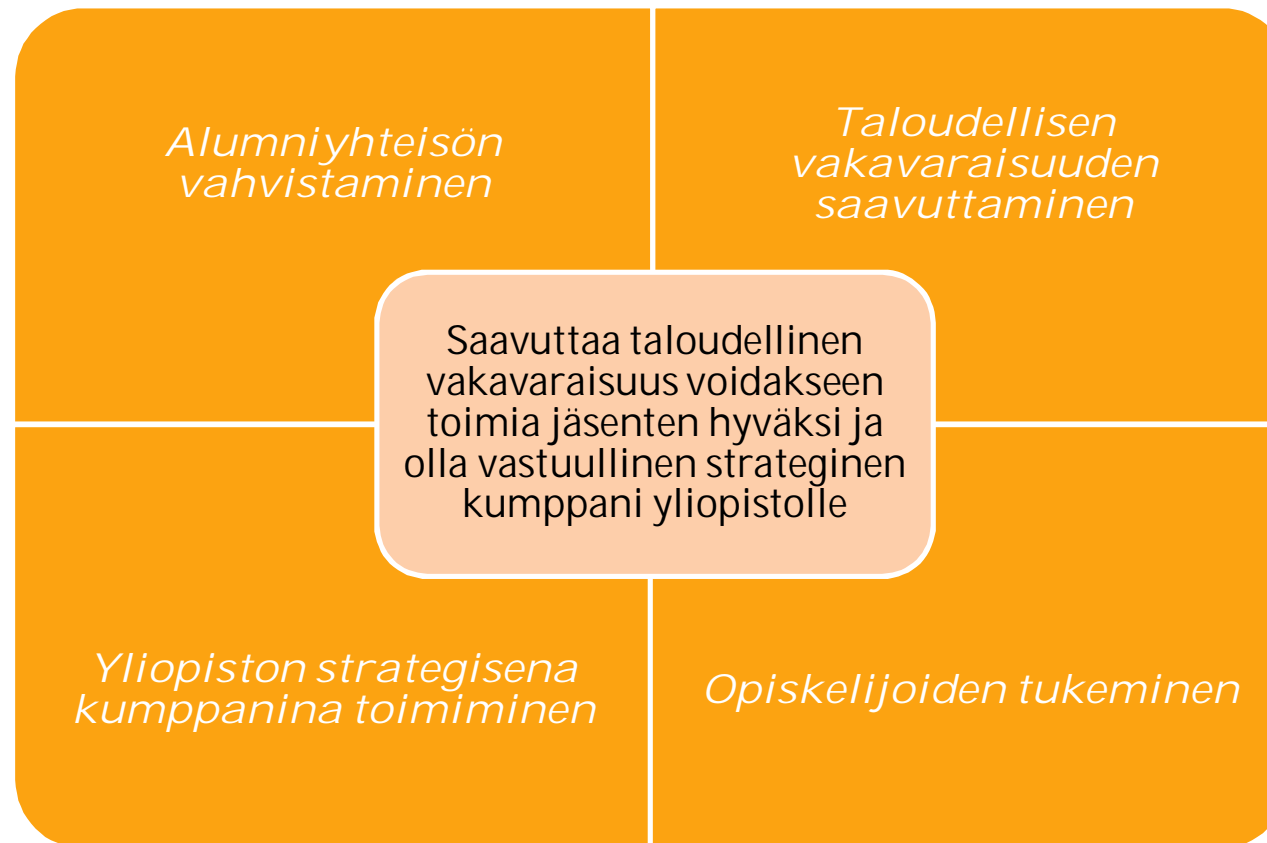 Alumniyhteisön
vahvistaminen
Taloudellisen
vakavaraisuuden
saavuttaminen
Saavuttaa taloudellinen
vakavaraisuus voidakseen
toimia jäsenten hyväksi ja
olla vastuullinen strateginen
kumppani yliopistolle
Yliopiston strategisena
kumppanina toimiminen
Opiskelijoiden tukeminen